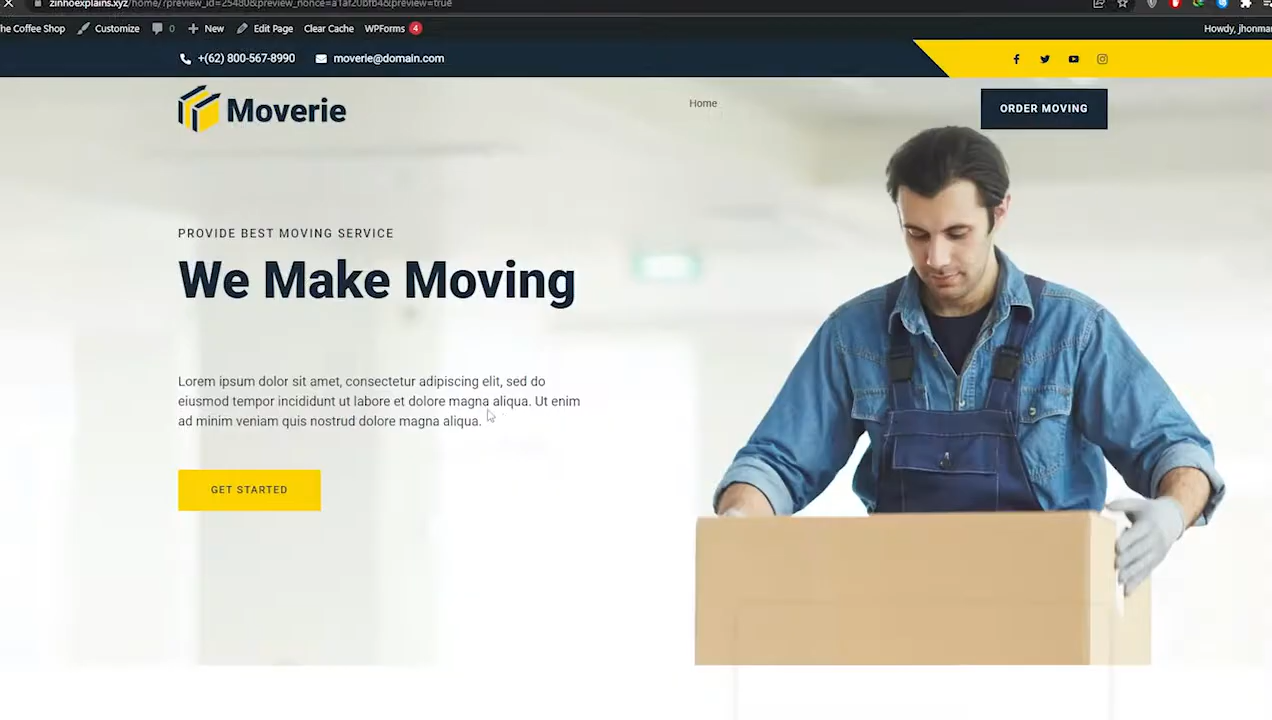 zinhoexplains.xyz/home/?preview_id=25480&preview_nonce=a1af20bfb4&preview=true
he Coffee Shop Customize 0 New Edit Page Clear Cache WPForms 4 Howdy, jhonmar
+(62) 800-567-8990 moverie@domain.com
Moverie Home ORDER MOVING
PROVIDE BEST MOVING SERVICE
We Make Moving
Lorem ipsum dolor sit amet, consectetur adipiscing elit, sed do
eiusmod tempor incididunt ut labore et dolore magna aliqua. Ut enim
ad minim veniam quis nostrud dolore magna aliqua.
GET STARTED